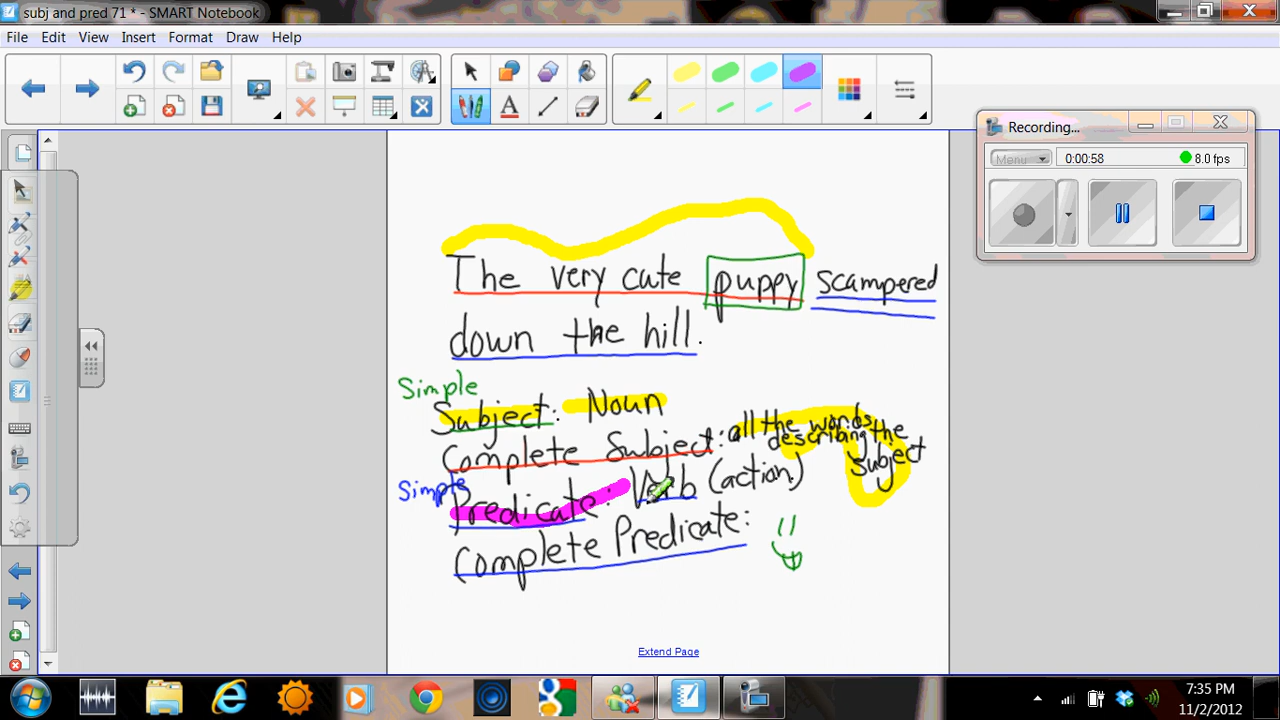 subj and pred 71 * - SMART Notebook
File Edit View Insert Format Draw Help
Recording...
Menu 0:00:58 8.0 fps
The very cute puppy scampered
down the hill.
Simple
Subject: Noun
Complete Subject: all the words
describing the
subject
Simple
Predicate: Verb (action)
Complete Predicate: "
Extend Page
7:35 PM
11/2/2012